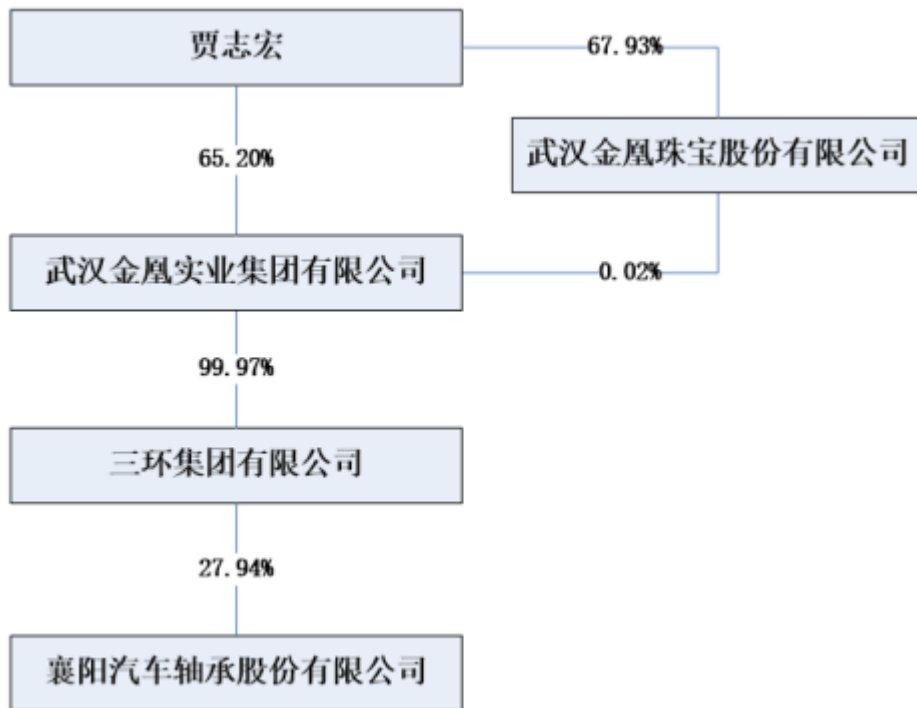 贾志宏
67.93%
65.20%
武汉金凰珠宝股份有限公司
武汉金凰实业集团有限公司
0.02%
99.97%
三环集团有限公司
27.94%
襄阳汽车轴承股份有限公司